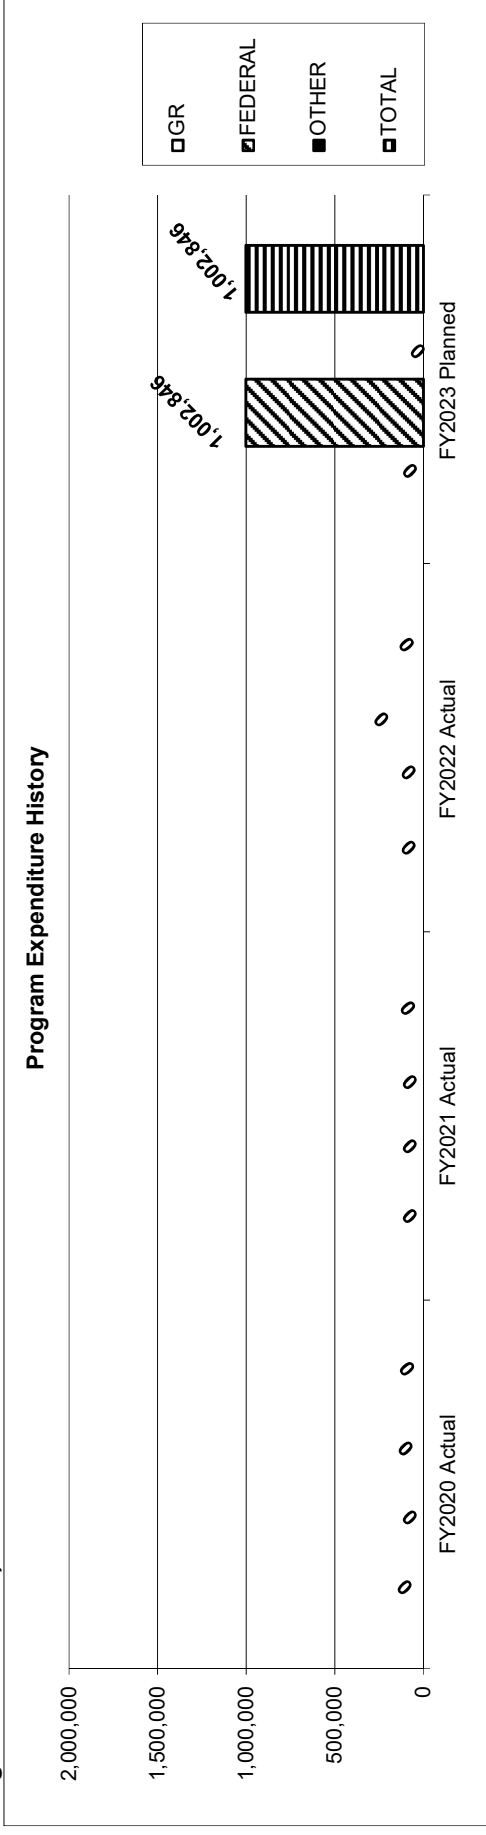 Program Expenditure History
2,000,000
1,500,000
1,000,000
500,000
0
0
0
0
0
0
0
0
0
0
0
0
0
0
1,002,846
0
1,002,846
FY2020 Actual
FY2021 Actual
FY2022 Actual
FY2023 Planned
GR
FEDERAL
OTHER
TOTAL